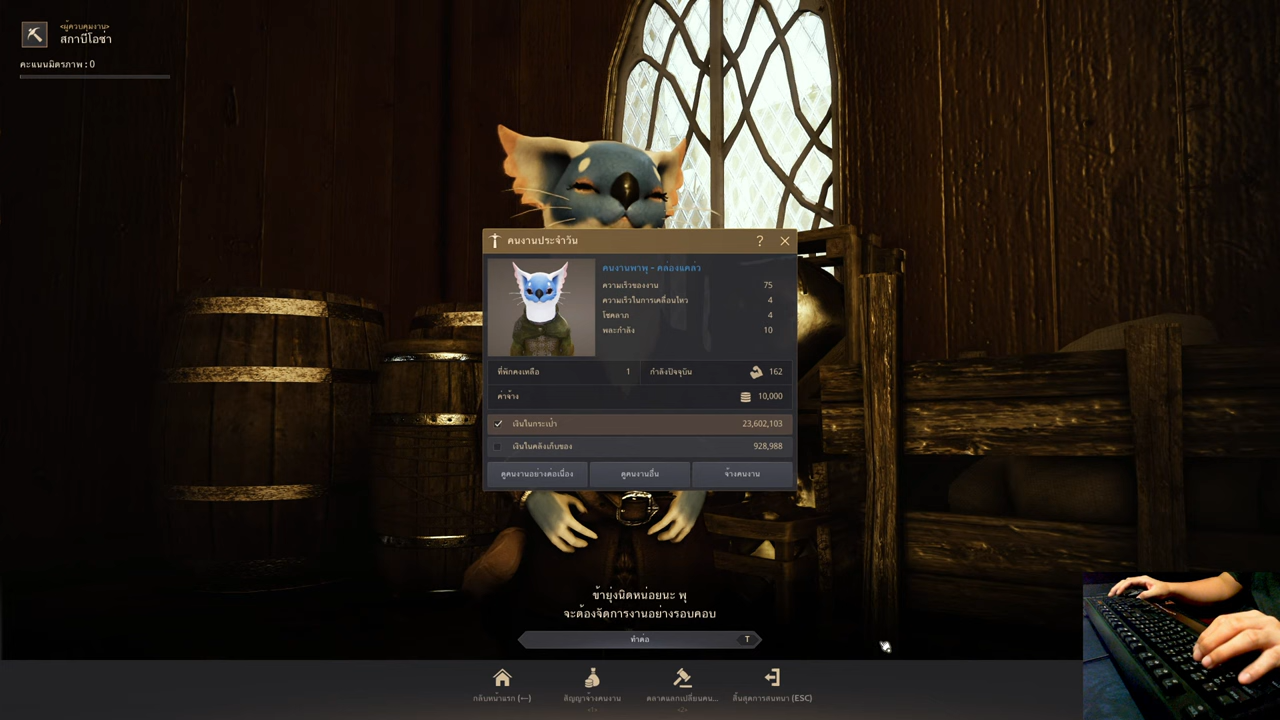 <ผู้ควบคุมงาน>
สกาบีโอซ่า
คะแนนมิตรภาพ : 0
คนงานประจำวัน
?
คนงานพาพุ - คล่องแคล่ว
ความเร็วของงาน 75
ความเร็วในการเคลื่อนไหว 4
โชคลาภ 4
พละกำลัง 10
ที่พักคงเหลือ 1 กำลังปัจจุบัน 162
ค่าจ้าง 10,000
เงินในกระเป๋า 23,602,103
เงินในคลังเก็บของ 928,988
ดูคนงานอย่างต่อเนื่อง ดูคนงานอื่น จ้างคนงาน
ข้ายุ่งนิดหน่อยนะ พุ
จะต้องจัดการงานอย่างรอบคอบ
ทำต่อ T
กลับหน้าแรก (←) สัญญาจ้างคนงาน ตลาดแลกเปลี่ยนคน... สิ้นสุดการสนทนา (ESC)